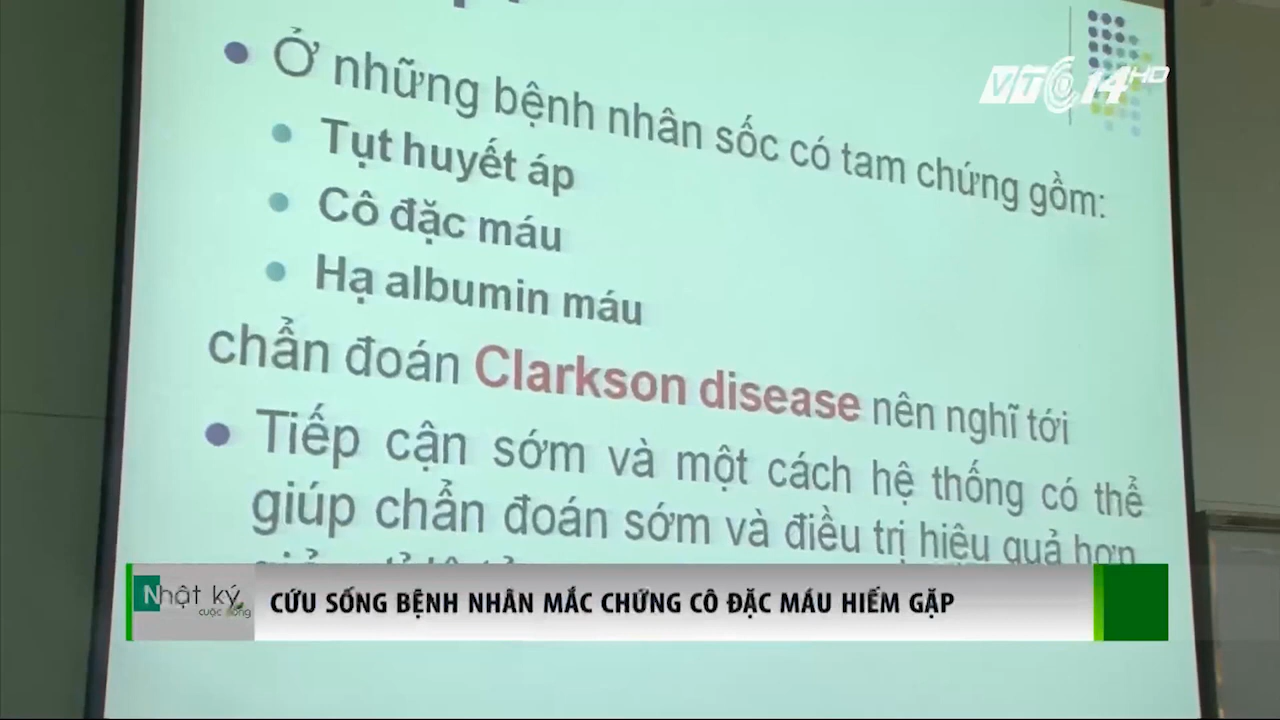 VTC14 HD
Ở những bệnh nhân sốc có tam chứng gồm:
Tụt huyết áp
Cô đặc máu
Hạ albumin máu
chẩn đoán Clarkson disease nên nghĩ tới
Tiếp cận sớm và một cách hệ thống có thể
giúp chẩn đoán sớm và điều trị hiệu quả hơn
Nhật ký
cuộc sống
CỨU SỐNG BỆNH NHÂN MẮC CHỨNG CÔ ĐẶC MÁU HIẾM GẶP